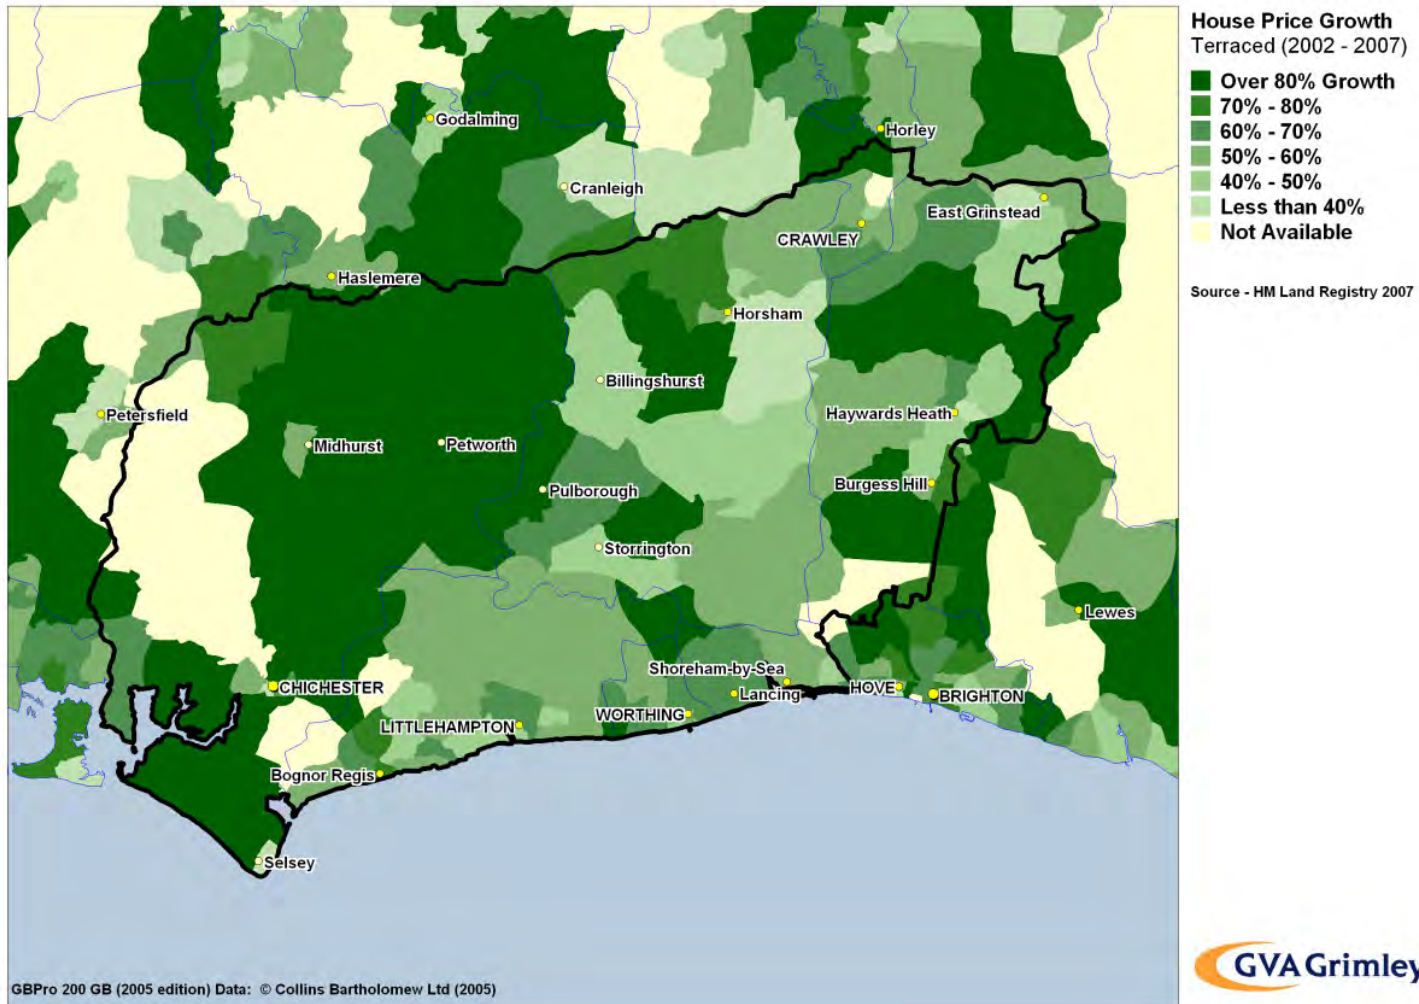 House Price Growth
Terraced (2002 - 2007)
Over 80% Growth
70% - 80%
60% - 70%
50% - 60%
40% - 50%
Less than 40%
Not Available
Source - HM Land Registry 2007
Godalming
Horley
Cranleigh
East Grinstead
CRAWLEY
Haslemere
Horsham
Billingshurst
Petersfield
Haywards Heath
Midhurst
Petworth
Pulborough
Burgess Hill
Storrington
Lewes
Shoreham-by-Sea
CHICHESTER
HOVE
BRIGHTON
Lancing
WORTHING
LITTLEHAMPTON
Bognor Regis
Selsey
GBPro 200 GB (2005 edition) Data: © Collins Bartholomew Ltd (2005)
GVA Grimley